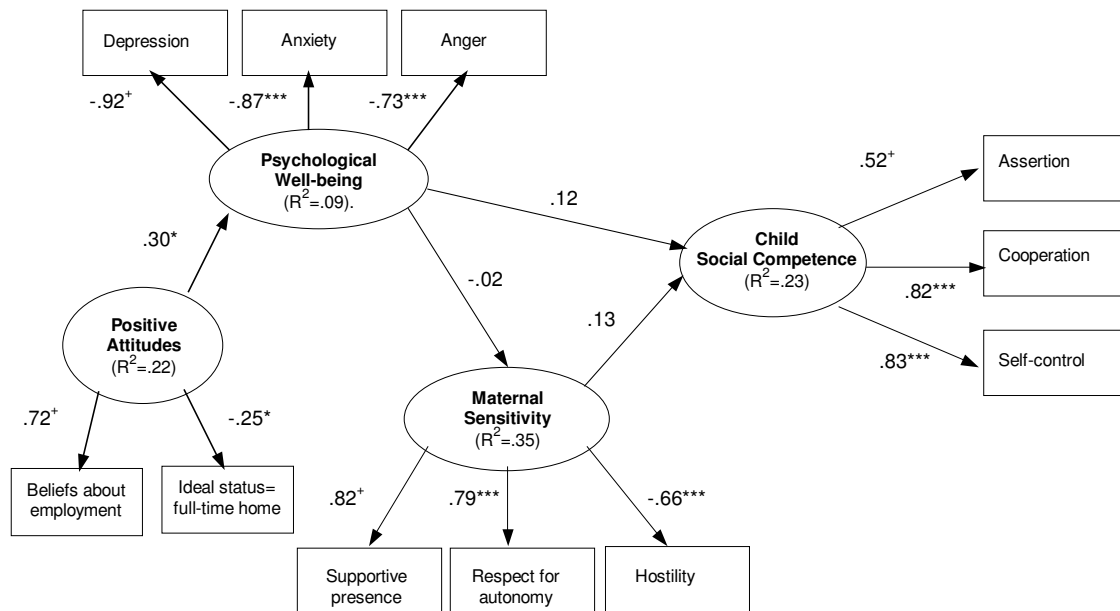 Depression
Anxiety
Anger
-.92+
-.87***
-.73***
Psychological
Well-being
(R2=.09).
.52+
Assertion
.12
Child
Social Competence
(R2=.23)
Cooperation
.82***
.30*
-.02
.13
.83***
Self-control
Positive
Attitudes
(R2=.22)
Maternal
Sensitivity
(R2=.35)
.72+
-.25*
Beliefs about
employment
Ideal status=
full-time home
.82+
.79***
-.66***
Supportive
presence
Respect for
autonomy
Hostility